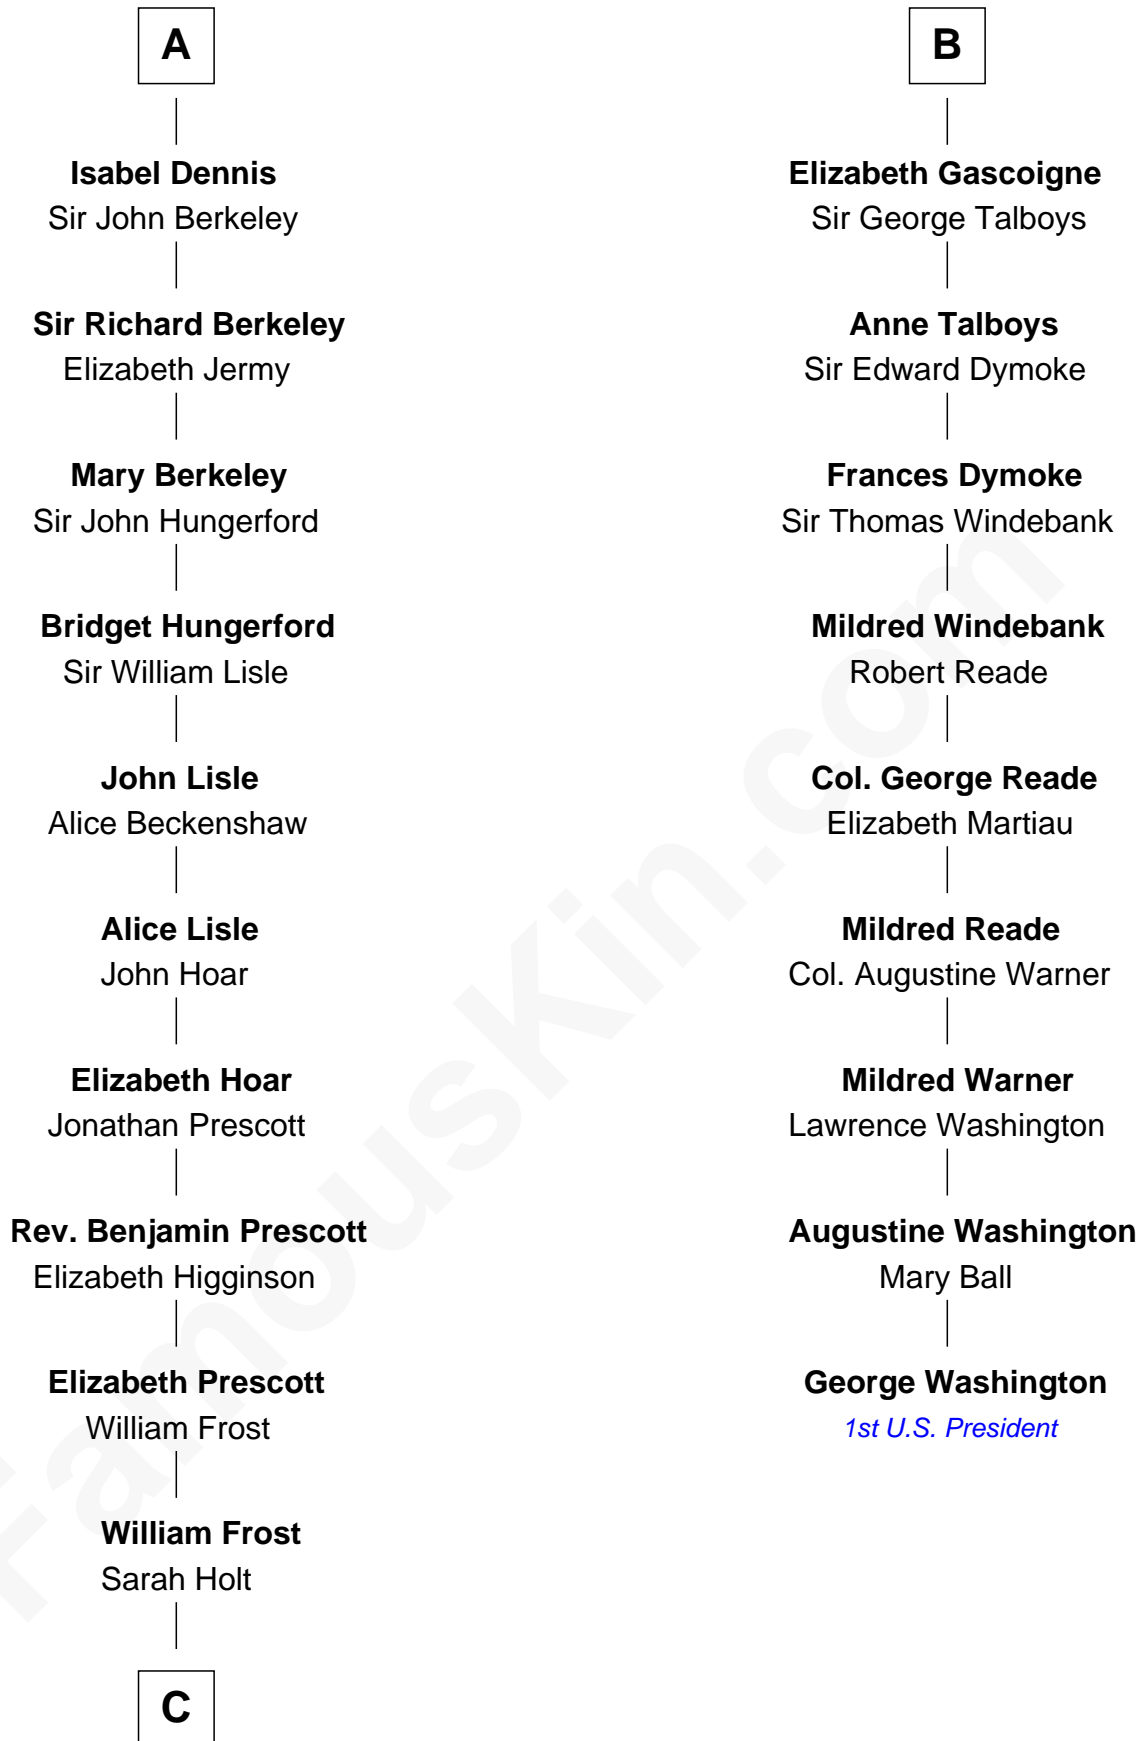 A
Isabel Dennis
Sir John Berkeley
Sir Richard Berkeley
Elizabeth Jermy
Mary Berkeley
Sir John Hungerford
Bridget Hungerford
Sir William Lisle
John Lisle
Alice Beckenshaw
Alice Lisle
John Hoar
Elizabeth Hoar
Jonathan Prescott
Rev. Benjamin Prescott
Elizabeth Higginson
Elizabeth Prescott
William Frost
William Frost
Sarah Holt
C
B
Elizabeth Gascoigne
Sir George Talboys
Anne Talboys
Sir Edward Dymoke
Frances Dymoke
Sir Thomas Windebank
Mildred Windebank
Robert Reade
Col. George Reade
Elizabeth Martiau
Mildred Reade
Col. Augustine Warner
Mildred Warner
Lawrence Washington
Augustine Washington
Mary Ball
George Washington
1st U.S. President
FamousKin.com